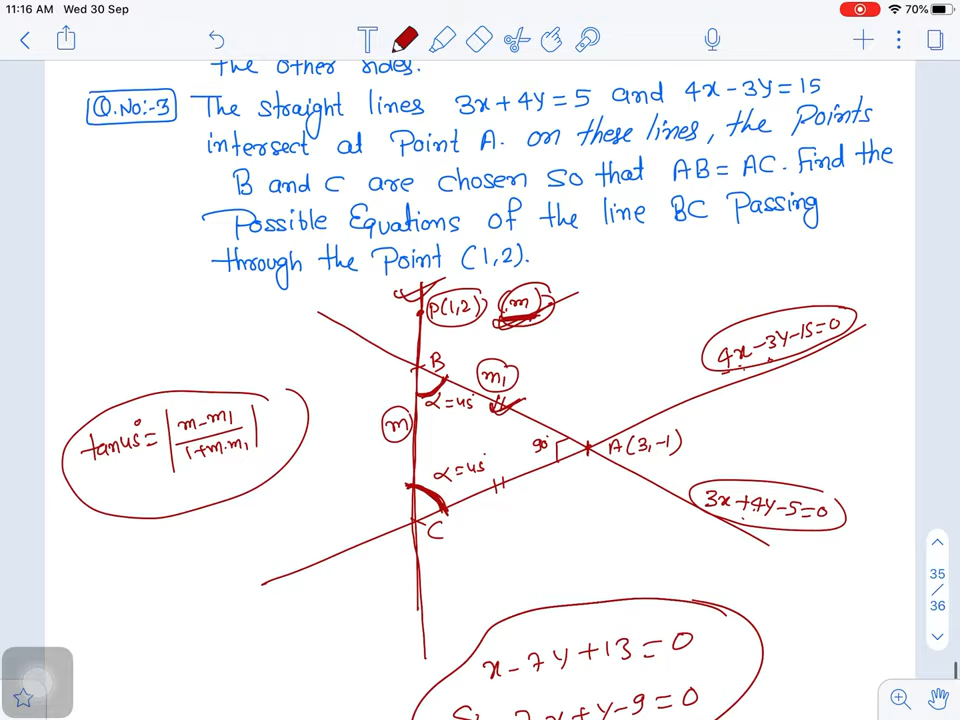 11:16 AM Wed 30 Sep
70%
the other sides.
Q.No:-3 The straight lines 3x + 4y = 5 and 4x - 3y = 15
intersect at Point A. on these lines, the Points
B and C are chosen so that AB = AC. Find the
Possible Equations of the line BC Passing
through the Point (1,2).
P(1,2) m
4x-3y-15=0
B
m1
α=45°
tan45° = |m-m1 / 1+m.m1|
m
90°
A(3,-1)
α=45°
3x+4y-5=0
C
35
/
36
x-7y+13=0
7x+y-9=0